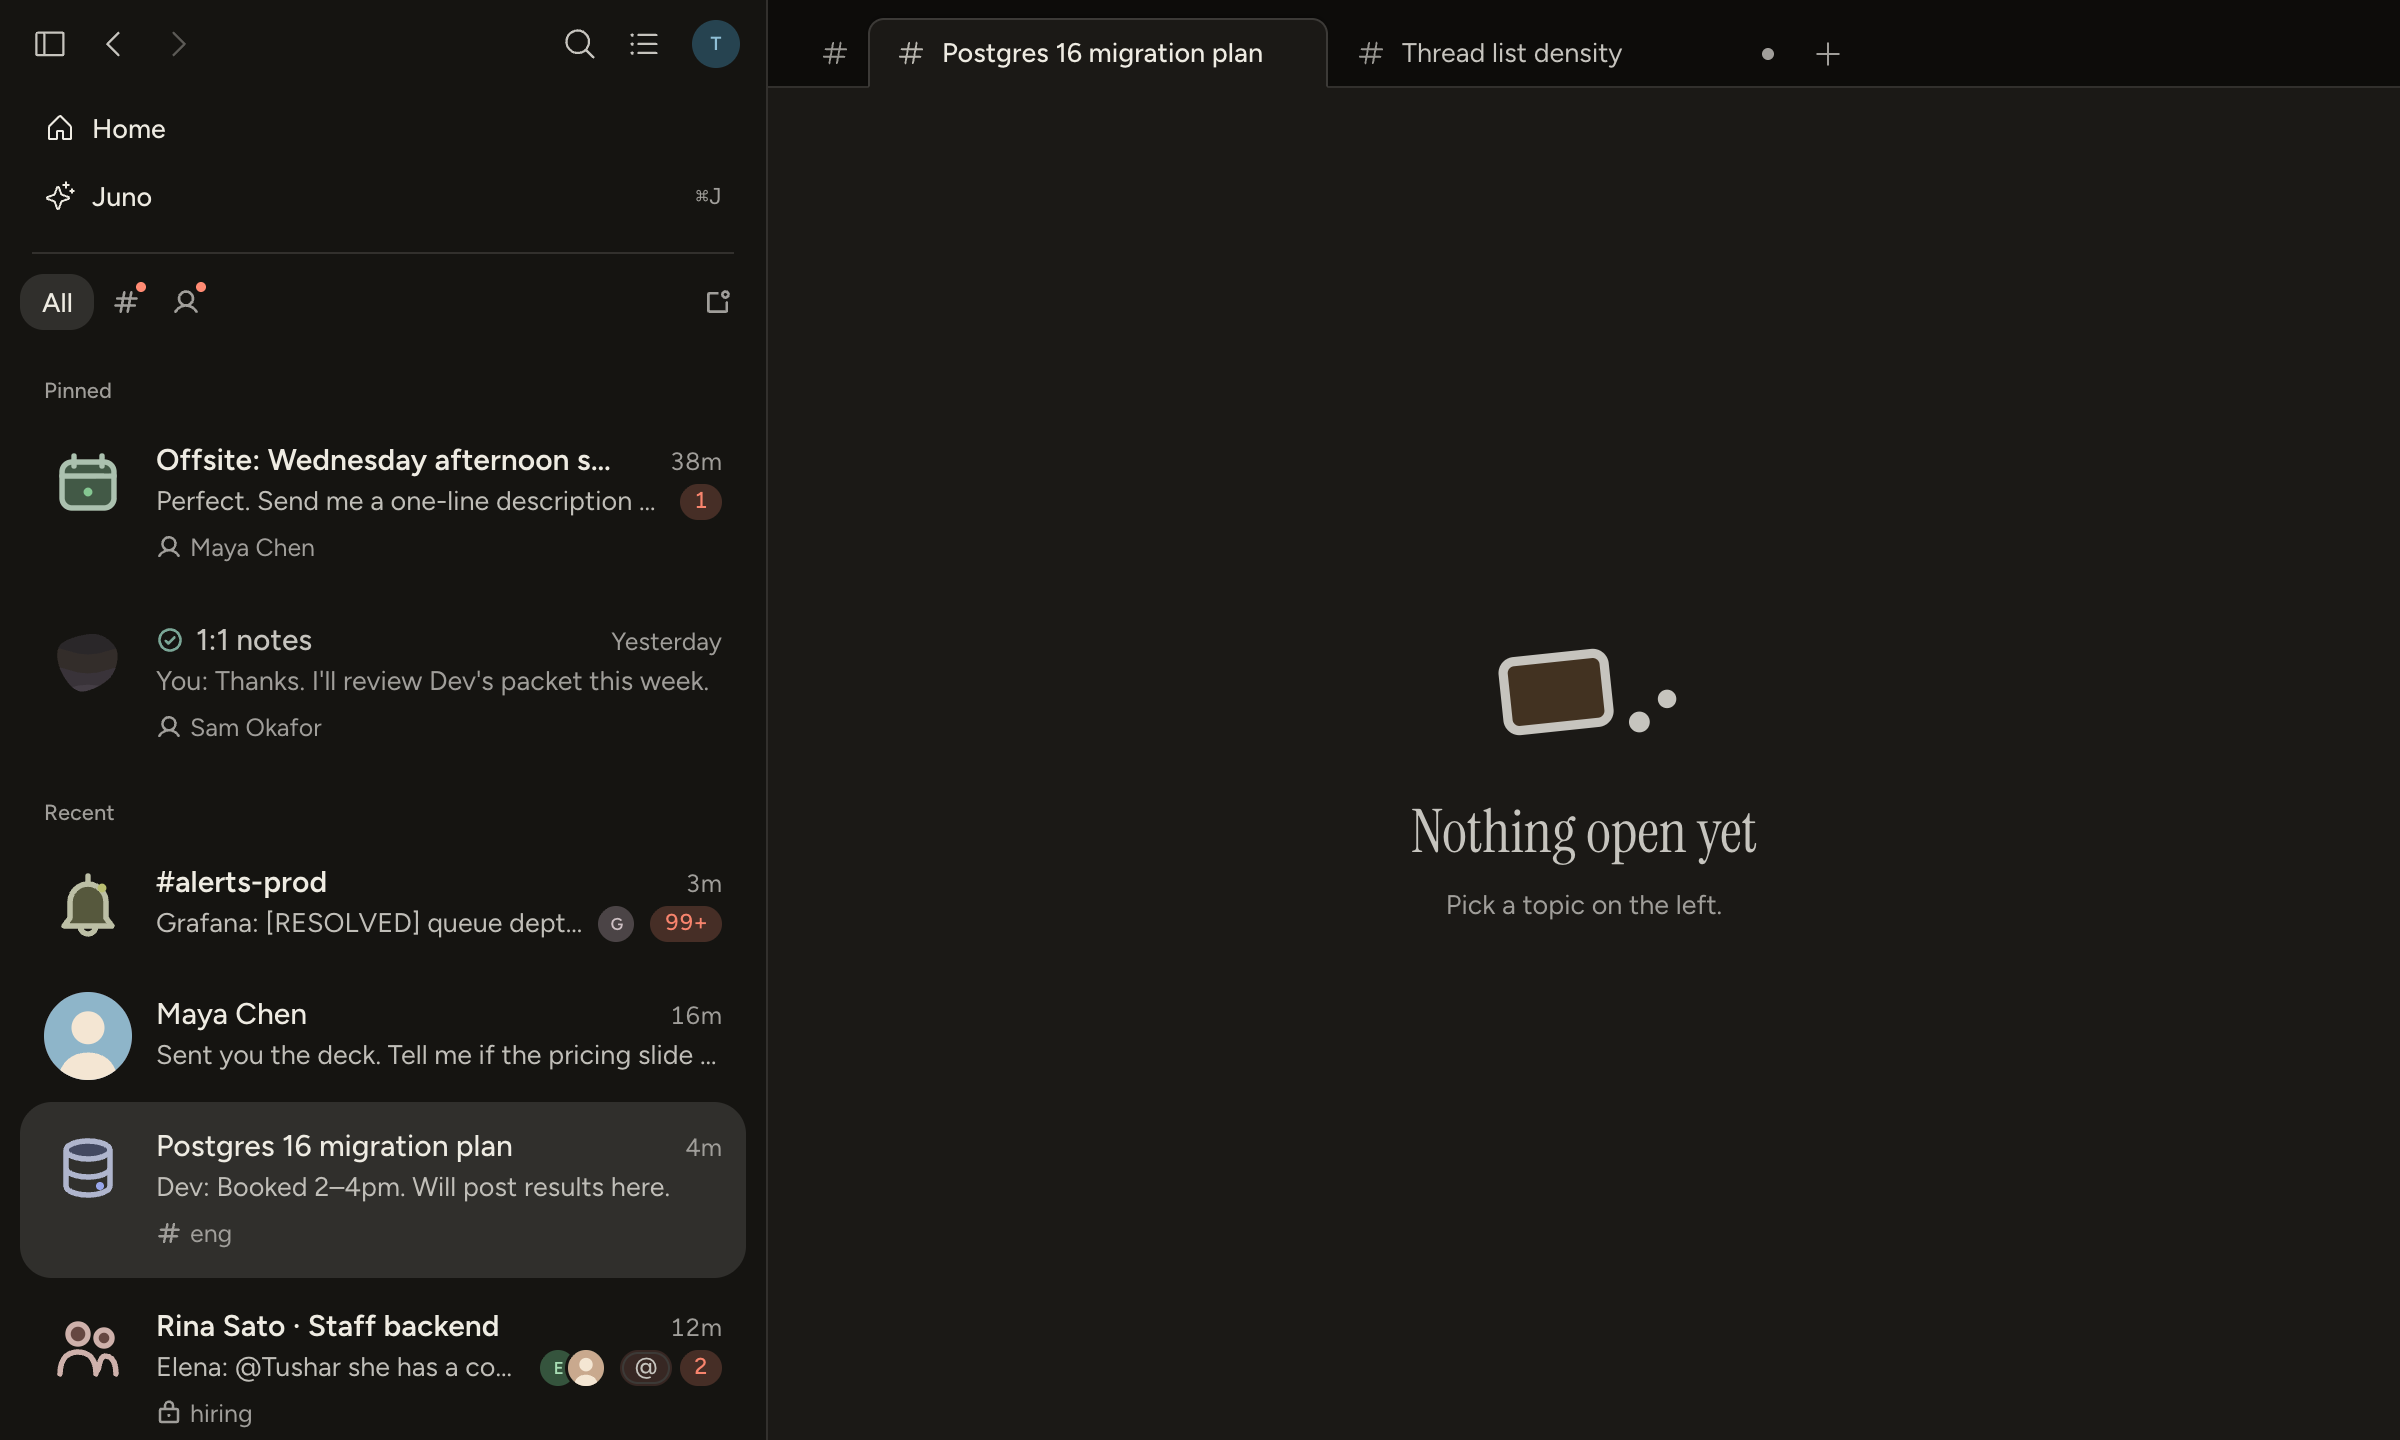 T
Home
Juno
⌘J
All
Pinned
Offsite: Wednesday afternoon s...
38m
Perfect. Send me a one-line description ...
1
Maya Chen
1:1 notes
Yesterday
You: Thanks. I'll review Dev's packet this week.
Sam Okafor
Recent
#alerts-prod
3m
Grafana: [RESOLVED] queue dept...
G
99+
Maya Chen
16m
Sent you the deck. Tell me if the pricing slide ...
Postgres 16 migration plan
4m
Dev: Booked 2–4pm. Will post results here.
# eng
Rina Sato · Staff backend
12m
Elena: @Tushar she has a co...
E
@
2
hiring
#
# Postgres 16 migration plan
# Thread list density
Nothing open yet
Pick a topic on the left.